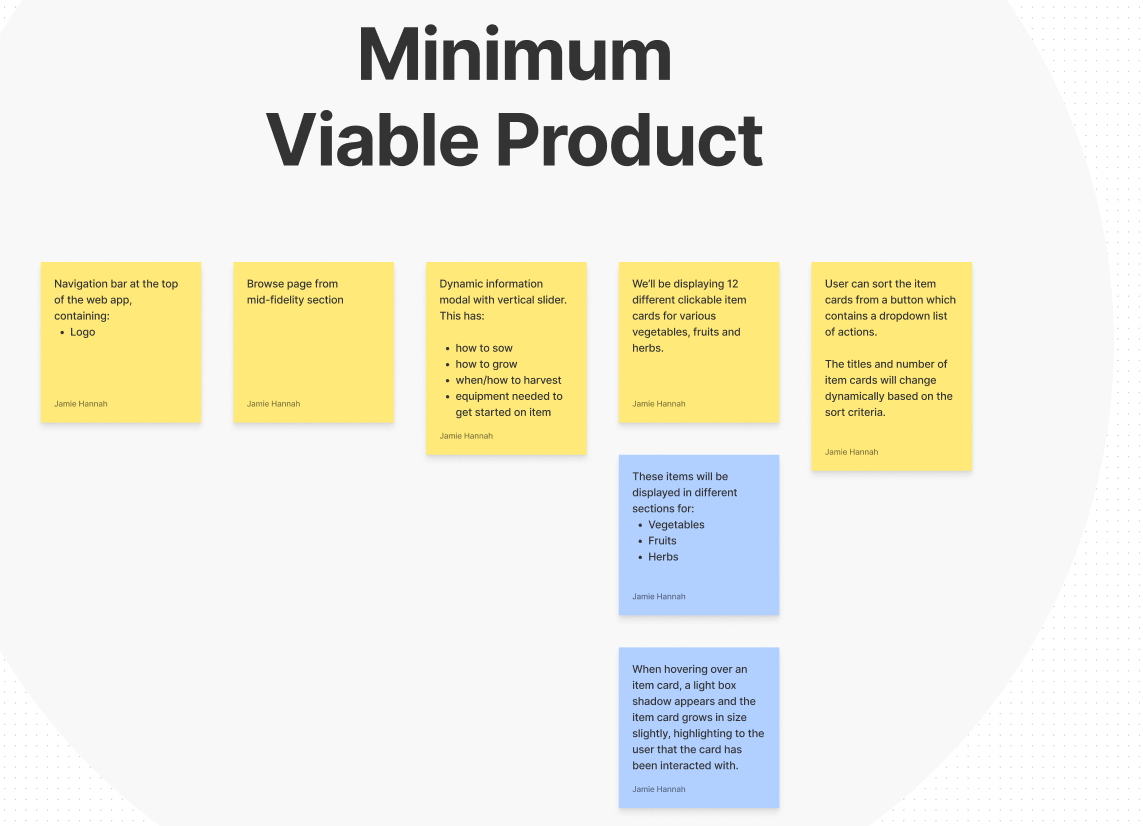 Minimum
Viable Product
Navigation bar at the top
of the web app,
containing:
• Logo
Jamie Hannah
Browse page from
mid-fidelity section
Jamie Hannah
Dynamic information
modal with vertical slider.
This has:
• how to sow
• how to grow
• when/how to harvest
• equipment needed to
get started on item
Jamie Hannah
We'll be displaying 12
different clickable item
cards for various
vegetables, fruits and
herbs.
Jamie Hannah
User can sort the item
cards from a button which
contains a dropdown list
of actions.
The titles and number of
item cards will change
dynamically based on the
sort criteria.
Jamie Hannah
These items will be
displayed in different
sections for:
• Vegetables
• Fruits
• Herbs
Jamie Hannah
When hovering over an
item card, a light box
shadow appears and the
item card grows in size
slightly, highlighting to the
user that the card has
been interacted with.
Jamie Hannah